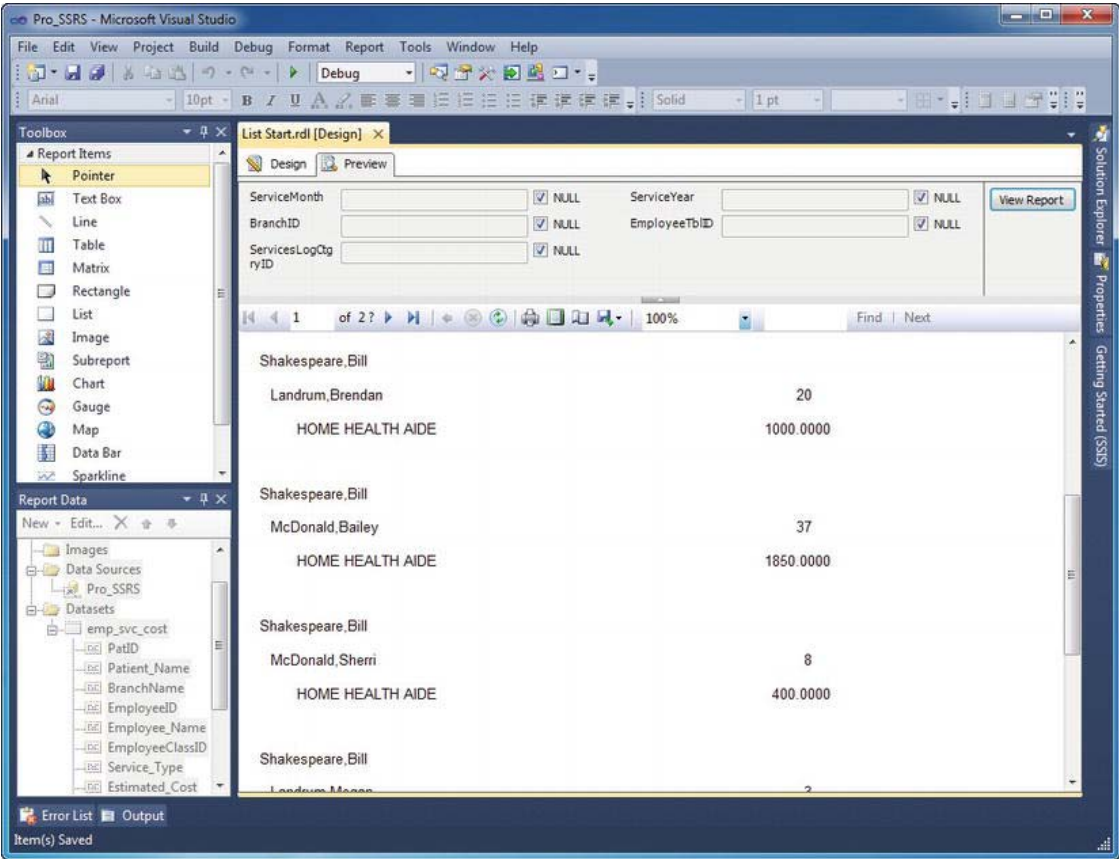 Pro_SSRS - Microsoft Visual Studio
File Edit View Project Build Debug Format Report Tools Window Help
Debug
Arial 10pt B I U A Solid 1 pt
Toolbox
Report Items
Pointer
Text Box
Line
Table
Matrix
Rectangle
List
Image
Subreport
Chart
Gauge
Map
Data Bar
Sparkline
Report Data
New Edit...
Images
Data Sources
Pro_SSRS
Datasets
emp_svc_cost
PatID
Patient_Name
BranchName
EmployeeID
Employee_Name
EmployeeClassID
Service_Type
Estimated_Cost
List Start.rdl [Design]
Design Preview
ServiceMonth NULL ServiceYear NULL View Report
BranchID NULL EmployeeTblID NULL
ServicesLogCtg NULL
ryID
1 of 2 ? 100% Find | Next
Shakespeare,Bill
Landrum,Brendan 20
HOME HEALTH AIDE 1000.0000
Shakespeare,Bill
McDonald,Bailey 37
HOME HEALTH AIDE 1850.0000
Shakespeare,Bill
McDonald,Sherri 8
HOME HEALTH AIDE 400.0000
Shakespeare,Bill
Landrum,Megan 3
Solution Explorer
Properties
Getting Started (SSIS)
Error List Output
Item(s) Saved